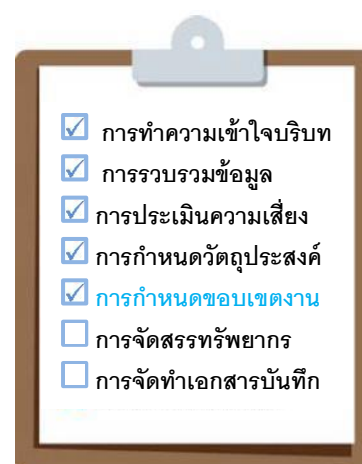 การทำความเข้าใจบริบท
การรวบรวมข้อมูล
การประเมินความเสี่ยง
การกำหนดวัตถุประสงค์
การกำหนดขอบเขตงาน
การจัดสรรทรัพยากร
การจัดทำเอกสารบันทึก